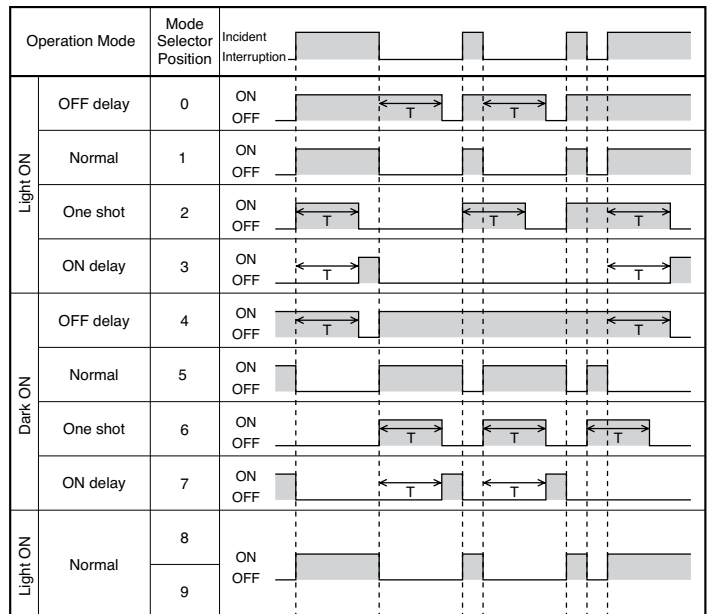 Operation Mode
Mode
Selector
Position
Incident
Interruption
Light ON
OFF delay
0
ON
OFF
T
T
Normal
1
ON
OFF
One shot
2
ON
OFF
T
T
T
ON delay
3
ON
OFF
T
T
Dark ON
OFF delay
4
ON
OFF
T
T
Normal
5
ON
OFF
One shot
6
ON
OFF
T
T
T
ON delay
7
ON
OFF
T
T
Light ON
Normal
8
9
ON
OFF